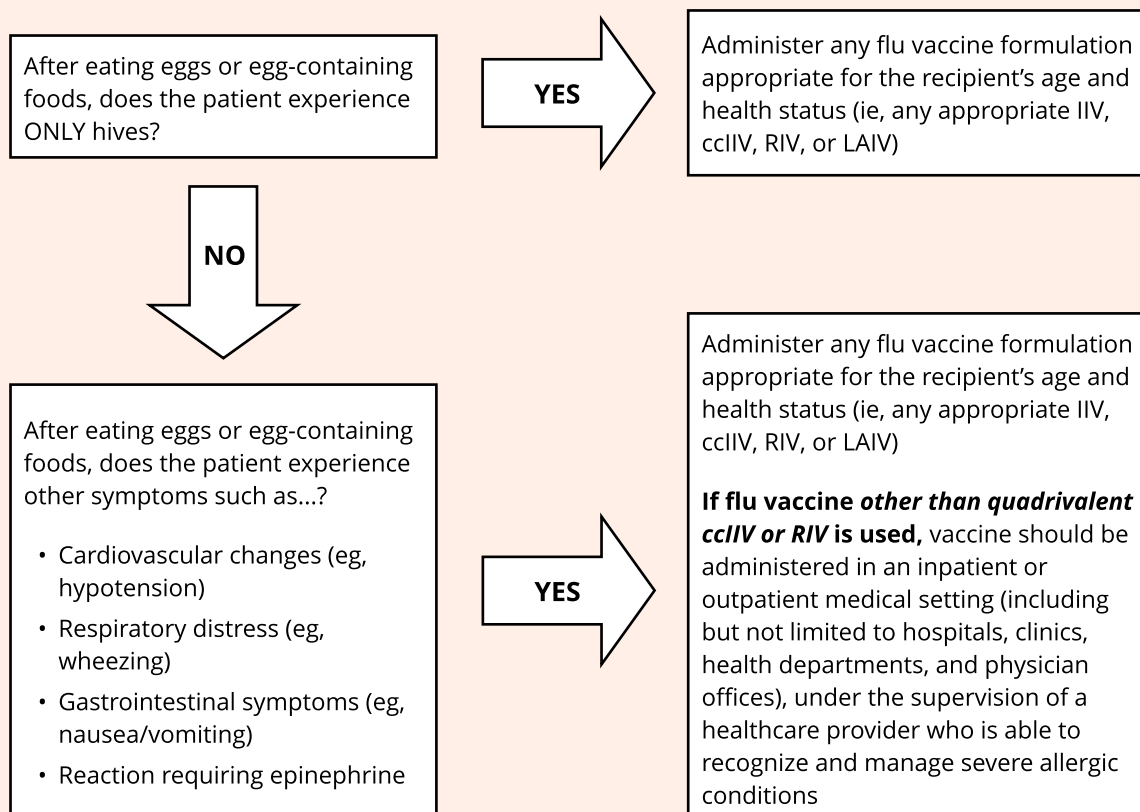 After eating eggs or egg-containing
foods, does the patient experience
ONLY hives?
YES
Administer any flu vaccine formulation
appropriate for the recipient’s age and
health status (ie, any appropriate IIV,
ccIIV, RIV, or LAIV)
NO
After eating eggs or egg-containing
foods, does the patient experience
other symptoms such as...?
• Cardiovascular changes (eg,
hypotension)
• Respiratory distress (eg,
wheezing)
• Gastrointestinal symptoms (eg,
nausea/vomiting)
• Reaction requiring epinephrine
YES
Administer any flu vaccine formulation
appropriate for the recipient’s age and
health status (ie, any appropriate IIV,
ccIIV, RIV, or LAIV)
If flu vaccine other than quadrivalent
ccIIV or RIV is used, vaccine should be
administered in an inpatient or
outpatient medical setting (including
but not limited to hospitals, clinics,
health departments, and physician
offices), under the supervision of a
healthcare provider who is able to
recognize and manage severe allergic
conditions